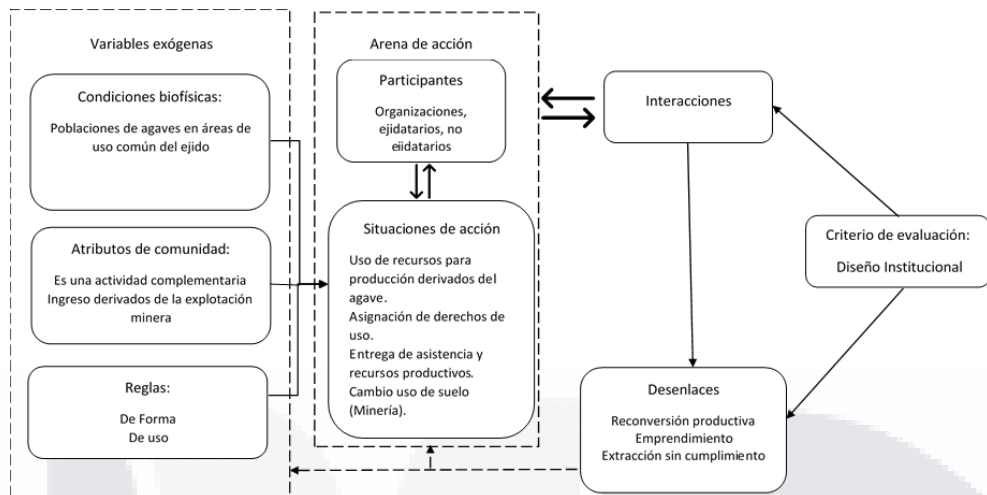 Variables exógenas
Condiciones biofísicas:
Poblaciones de agaves en áreas de
uso común del ejido
Atributos de comunidad:
Es una actividad complementaria
Ingreso derivados de la explotación
minera
Reglas:
De Forma
De uso
Arena de acción
Participantes
Organizaciones,
ejidatarios, no
eiidatarios
Situaciones de acción
Uso de recursos para
producción derivados del
agave.
Asignación de derechos de
uso.
Entrega de asistencia y
recursos productivos.
Cambio uso de suelo
(Minería).
Interacciones
Criterio de evaluación:
Diseño Institucional
Desenlaces
Reconversión productiva
Emprendimiento
Extracción sin cumplimiento